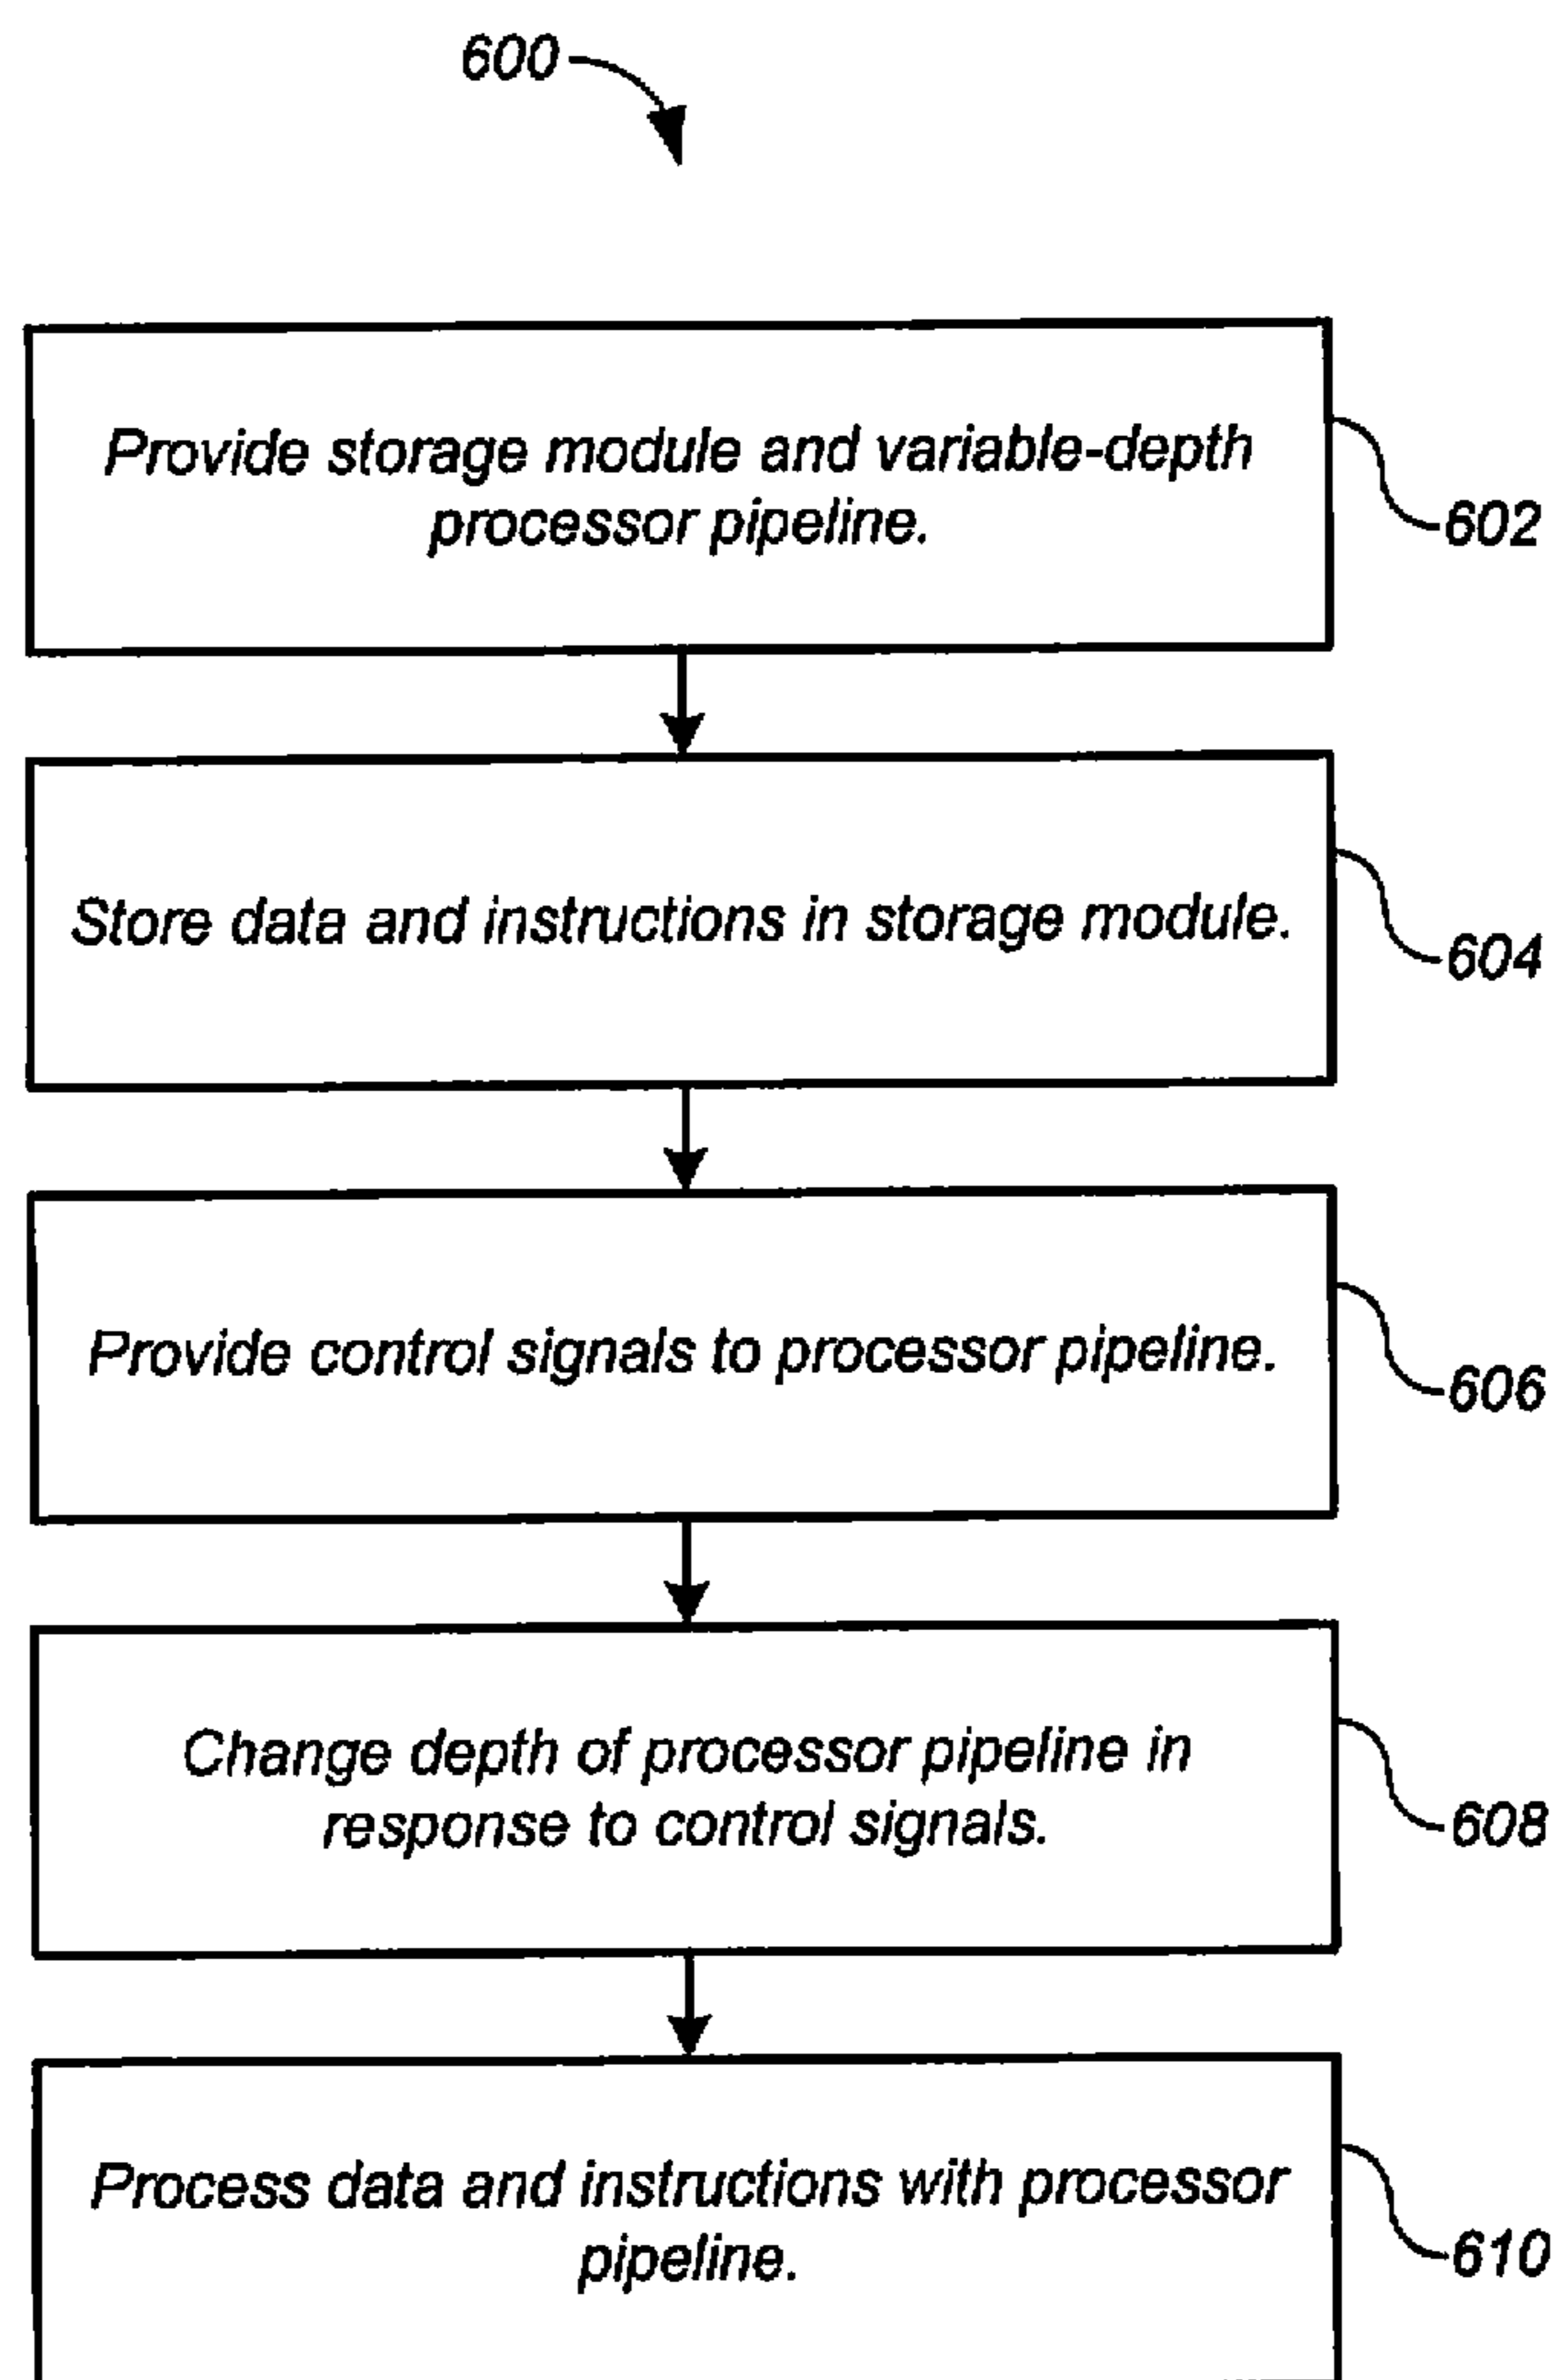 600
Provide storage module and variable-depth
processor pipeline.
602
Store data and instructions in storage module.
604
Provide control signals to processor pipeline.
606
Change depth of processor pipeline in
response to control signals.
608
Process data and instructions with processor
pipeline.
610